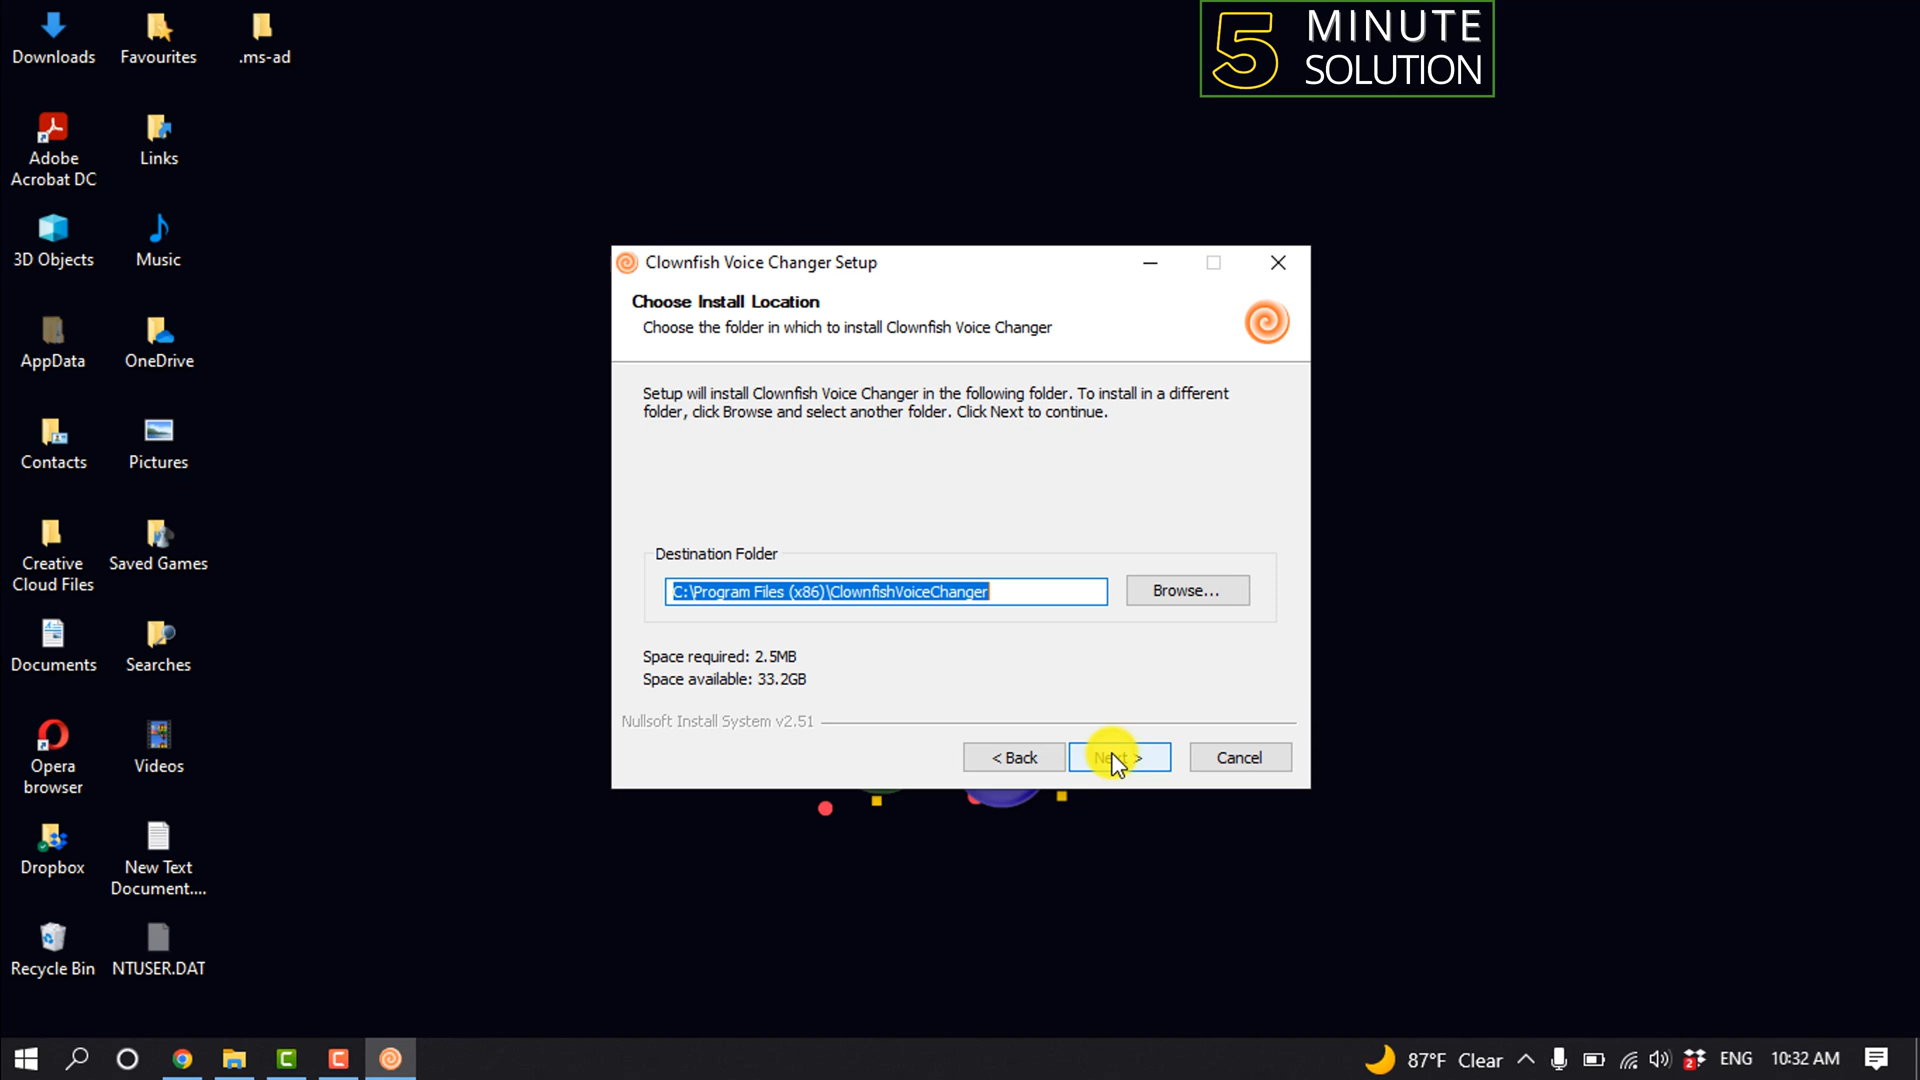 5 MINUTE
SOLUTION
Downloads
Favourites
.ms-ad
Adobe
Acrobat DC
Links
3D Objects
Music
AppData
OneDrive
Contacts
Pictures
Creative
Cloud Files
Saved Games
Documents
Searches
Opera
browser
Videos
Dropbox
New Text
Document....
Recycle Bin
NTUSER.DAT
Clownfish Voice Changer Setup
Choose Install Location
Choose the folder in which to install Clownfish Voice Changer
Setup will install Clownfish Voice Changer in the following folder. To install in a different
folder, click Browse and select another folder. Click Next to continue.
Destination Folder
C:\Program Files (x86)\ClownfishVoiceChanger
Browse...
Space required: 2.5MB
Space available: 33.2GB
Nullsoft Install System v2.51
< Back
Next >
Cancel
87°F Clear
2
ENG
10:32 AM